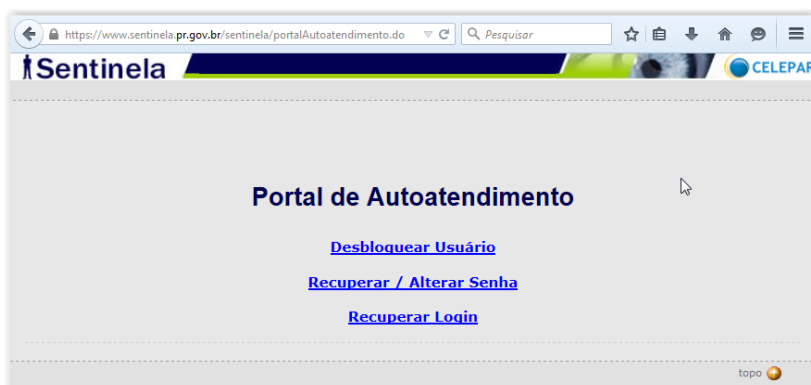 https://www.sentinela.pr.gov.br/sentinela/portalAutoatendimento.do
Pesquisar
Sentinela
CELEPAR
Portal de Autoatendimento
Desbloquear Usuário
Recuperar / Alterar Senha
Recuperar Login
topo